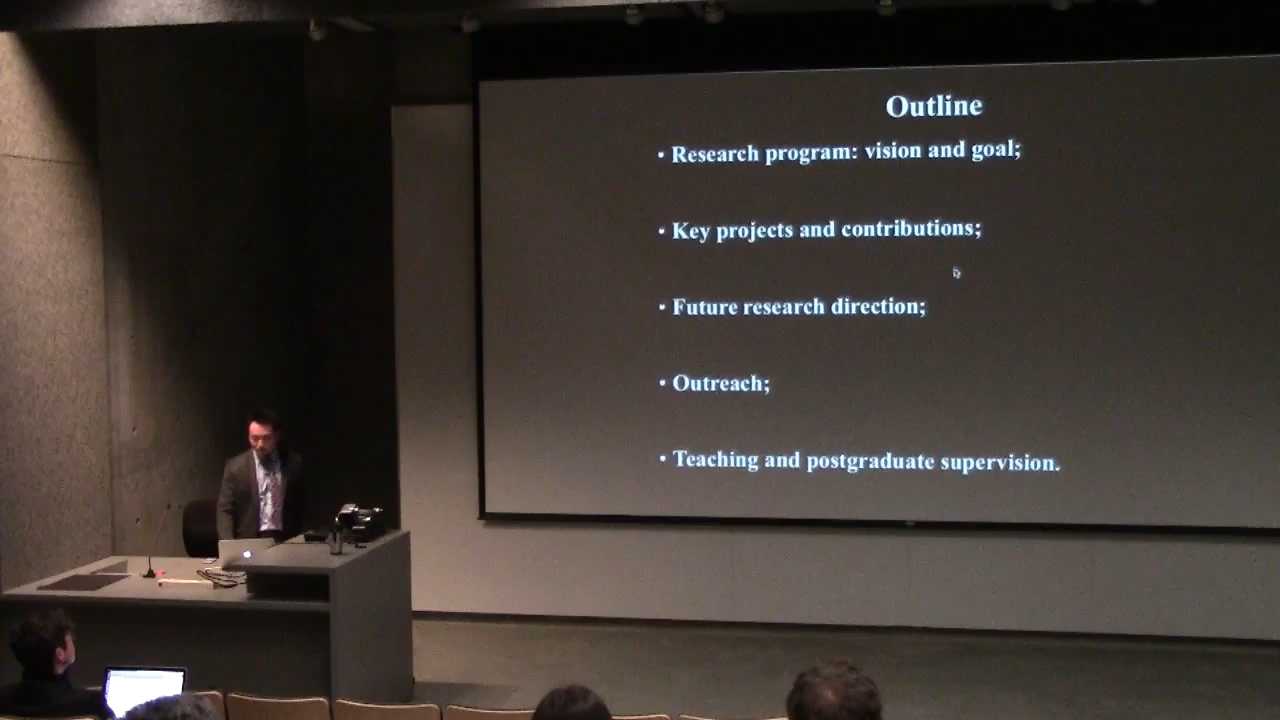 Outline
• Research program: vision and goal;
• Key projects and contributions;
• Future research direction;
• Outreach;
• Teaching and postgraduate supervision.